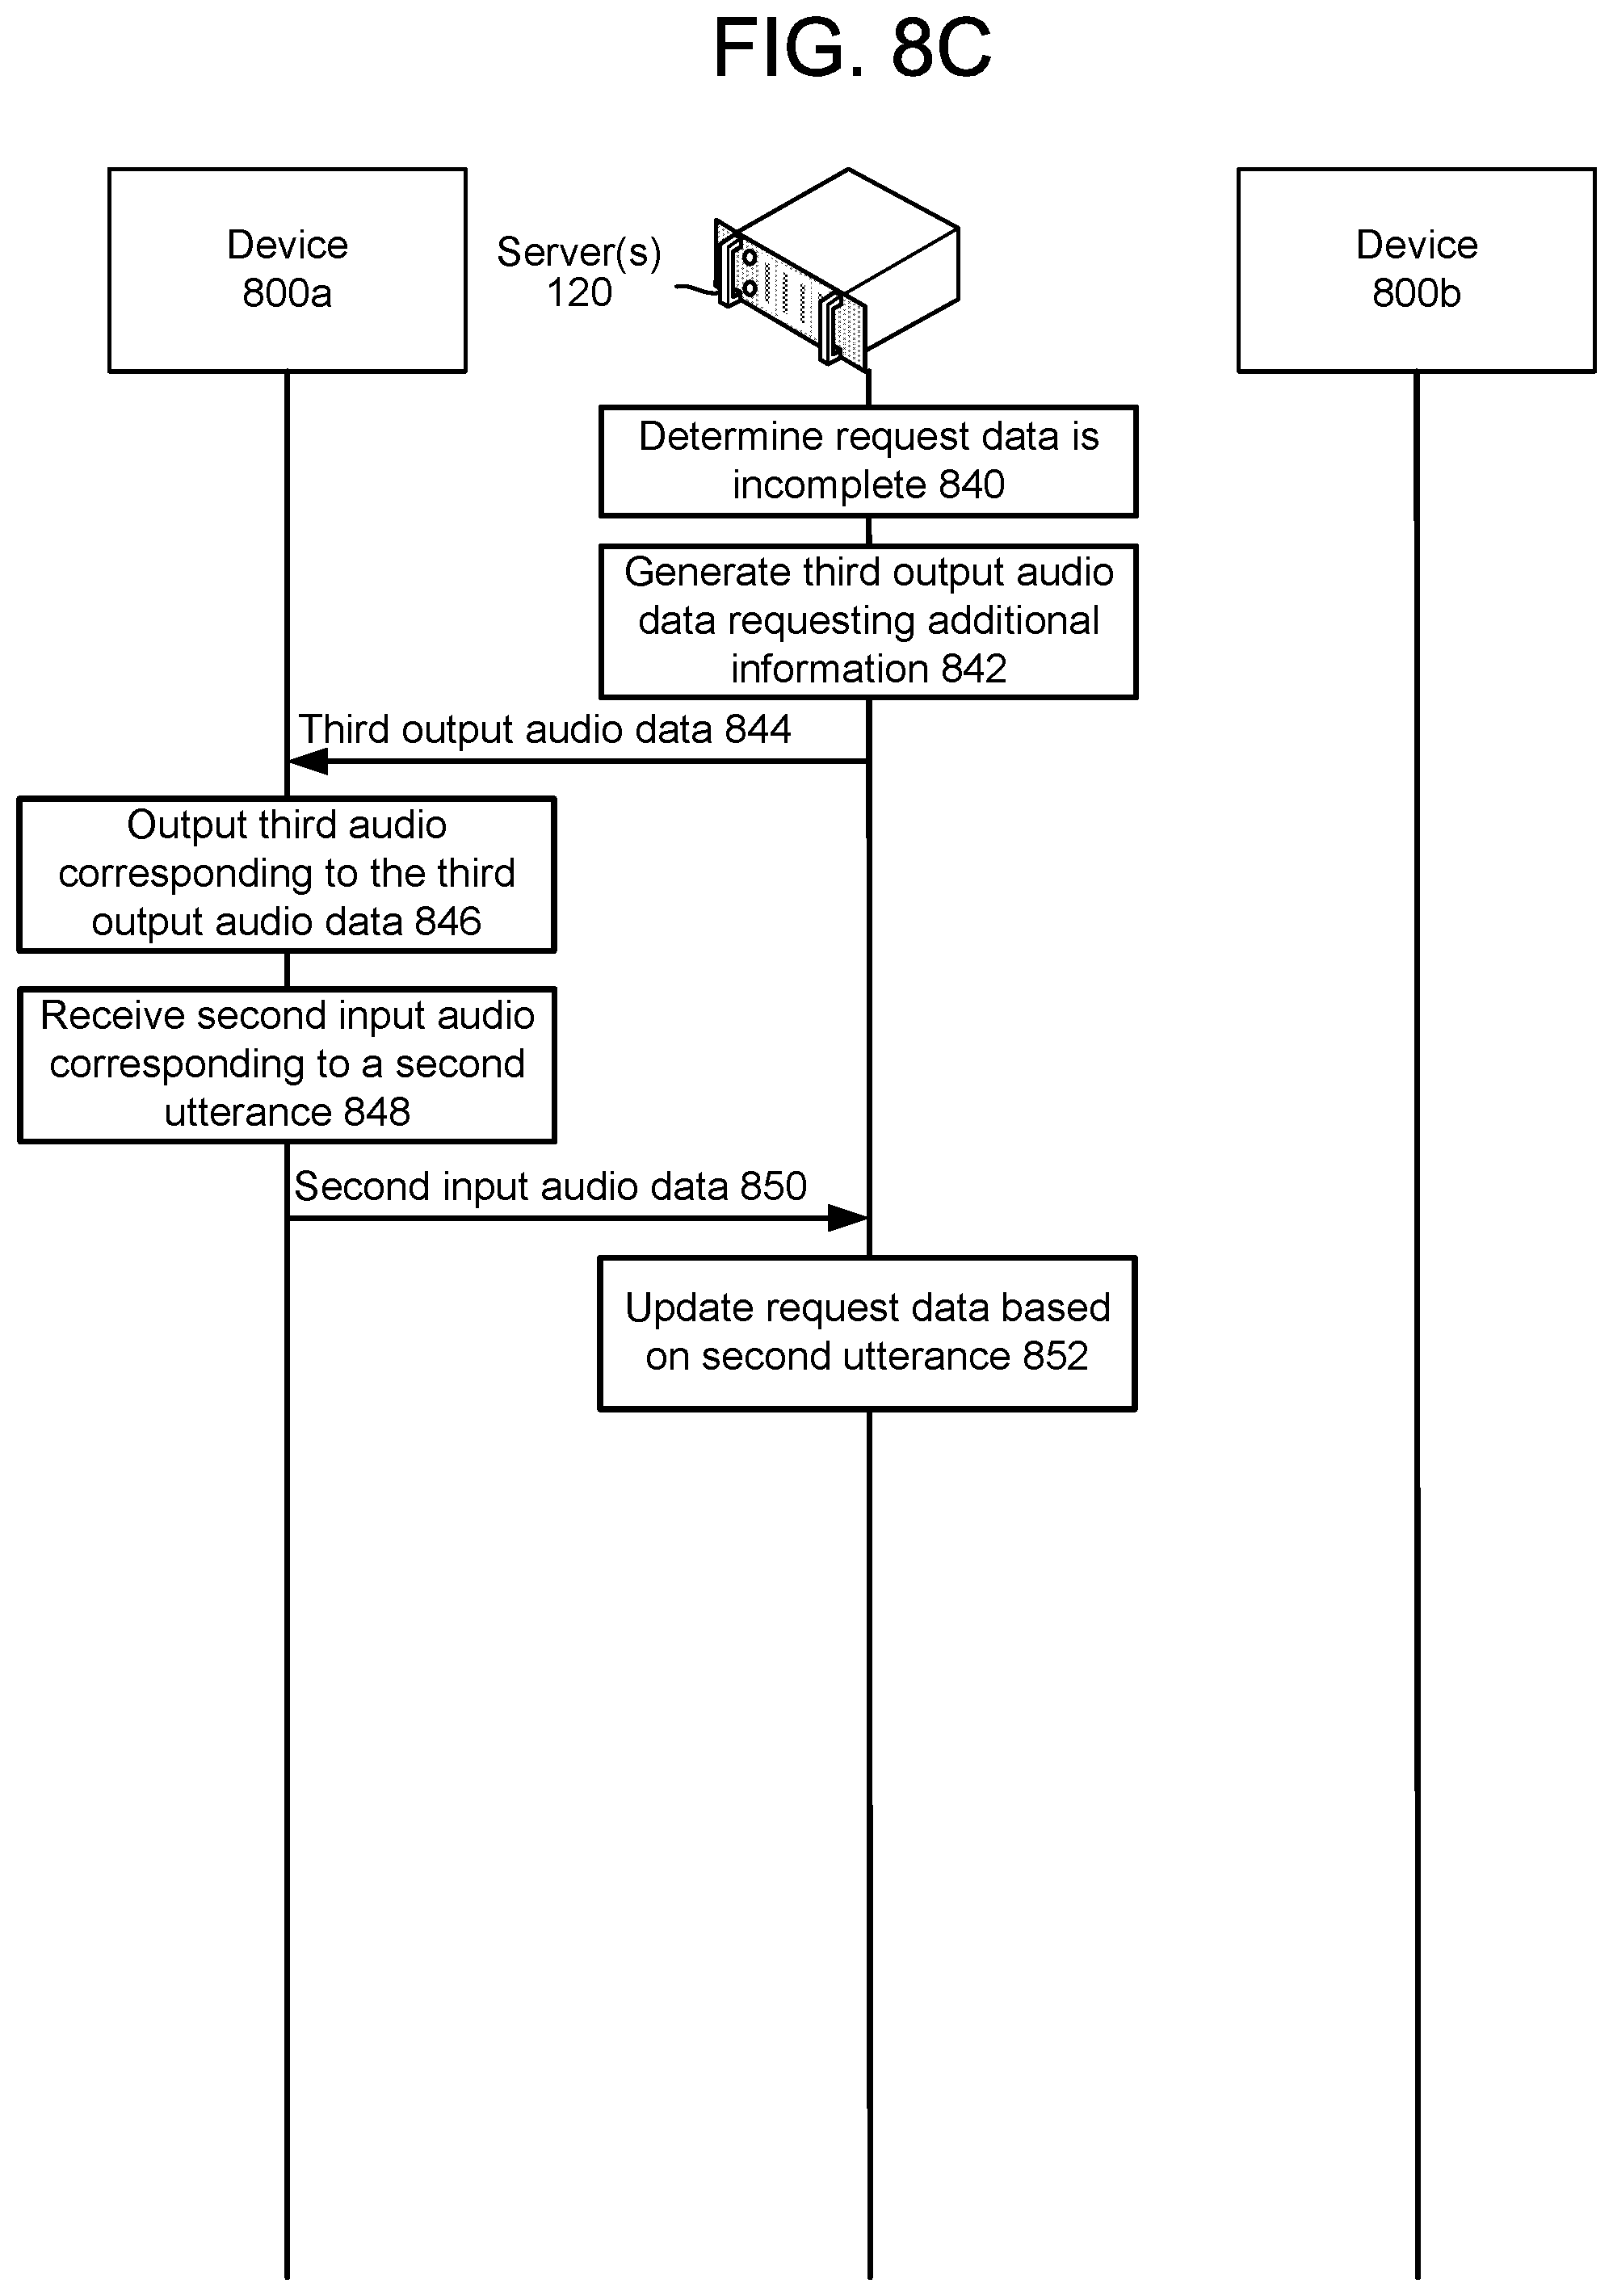 FIG. 8C
Device
800a
Server(s)
120
Device
800b
Determine request data is
incomplete 840
Generate third output audio
data requesting additional
information 842
Third output audio data 844
Output third audio
corresponding to the third
output audio data 846
Receive second input audio
corresponding to a second
utterance 848
Second input audio data 850
Update request data based
on second utterance 852